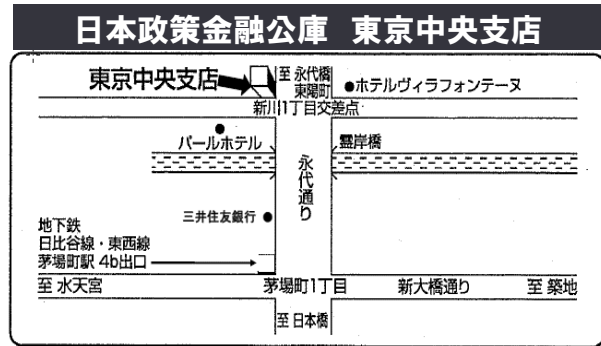 日本政策金融公庫 東京中央支店
東京中央支店
至 永代橋
東陽町
●ホテルヴィラフォンテーヌ
新川1丁目交差点
パールホテル
霊岸橋
永代通り
三井住友銀行
地下鉄
日比谷線・東西線
茅場町駅 4b出口
至 水天宮
茅場町1丁目
新大橋通り
至 築地
至 日本橋